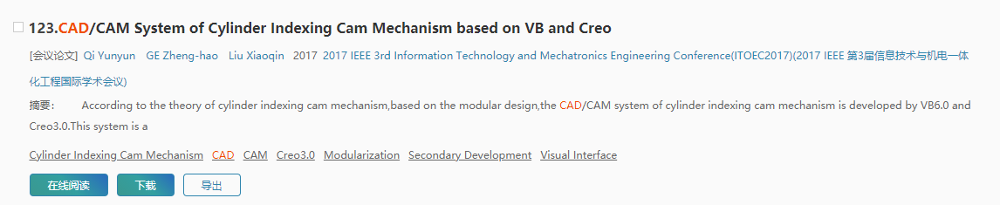 123.CAD/CAM System of Cylinder Indexing Cam Mechanism based on VB and Creo
[会议论文] Qi Yunyun GE Zheng-hao Liu Xiaoqin 2017 2017 IEEE 3rd Information Technology and Mechatronics Engineering Conference(ITOEC2017)(2017 IEEE 第3届信息技术与机电一体
化工程国际学术会议)
摘要： According to the theory of cylinder indexing cam mechanism,based on the modular design,the CAD/CAM system of cylinder indexing cam mechanism is developed by VB6.0 and
Creo3.0.This system is a
Cylinder Indexing Cam Mechanism CAD CAM Creo3.0 Modularization Secondary Development Visual Interface
在线阅读 下载 导出